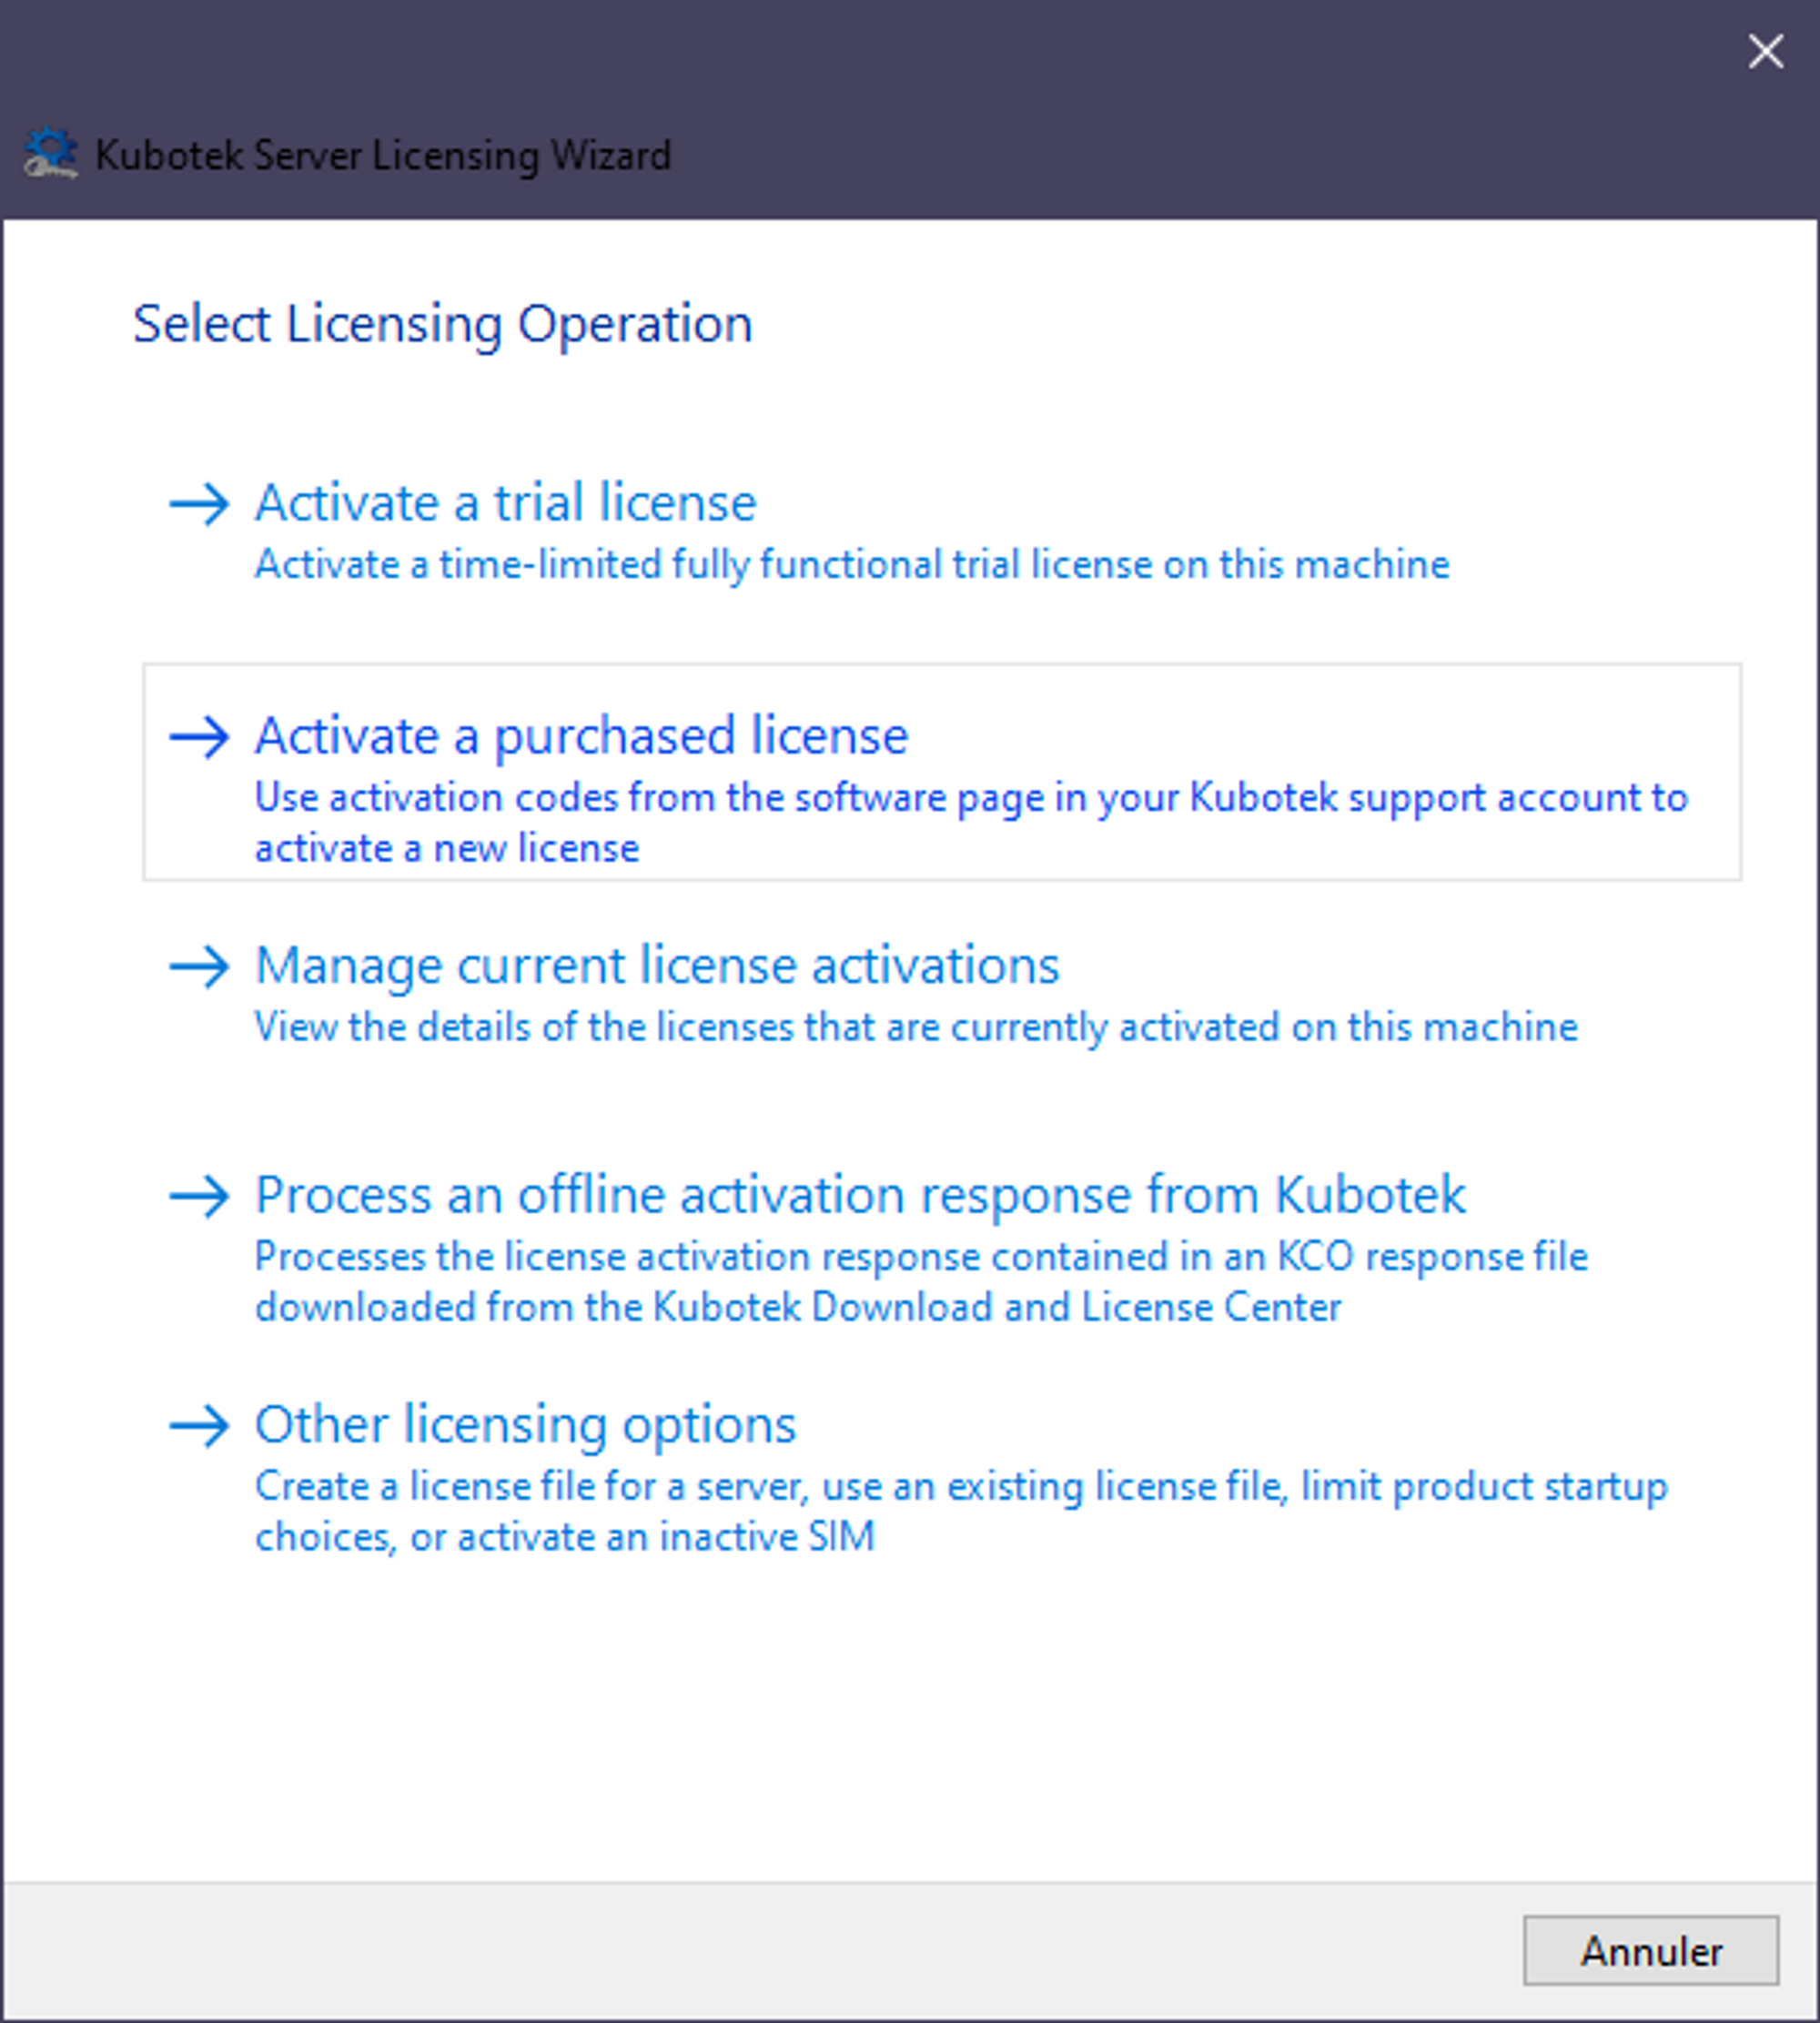 Kubotek Server Licensing Wizard
Select Licensing Operation
Activate a trial license
Activate a time-limited fully functional trial license on this machine
Activate a purchased license
Use activation codes from the software page in your Kubotek support account to
activate a new license
Manage current license activations
View the details of the licenses that are currently activated on this machine
Process an offline activation response from Kubotek
Processes the license activation response contained in an KCO response file
downloaded from the Kubotek Download and License Center
Other licensing options
Create a license file for a server, use an existing license file, limit product startup
choices, or activate an inactive SIM
Annuler